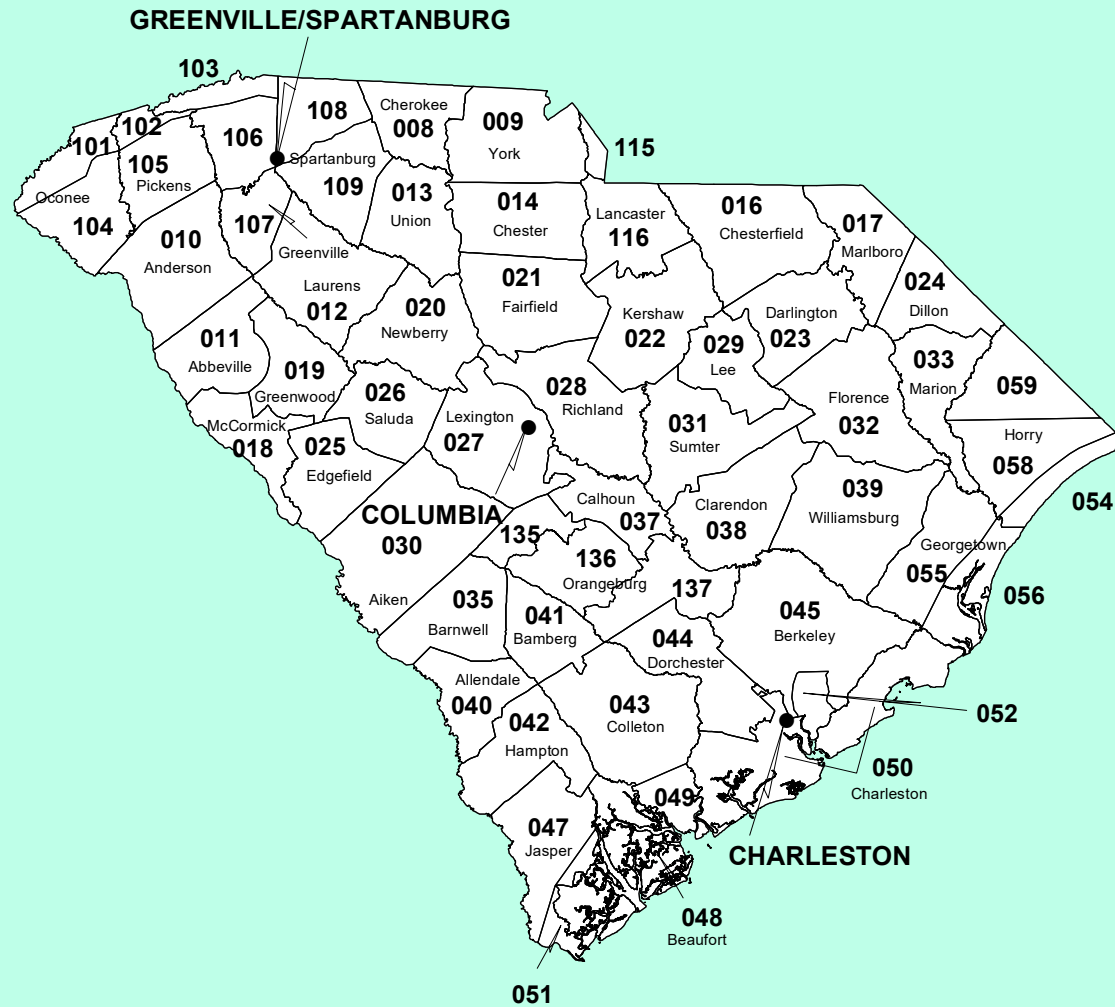 GREENVILLE/SPARTANBURG
103
102
101
108
Cherokee
008
009
York
115
106
105
Pickens
Spartanburg
109
013
Union
014
Chester
Lancaster
116
016
Chesterfield
017
Marlboro
Oconee
104
010
Anderson
107
Greenville
024
Dillon
Laurens
012
020
Newberry
021
Fairfield
Kershaw
022
Darlington
023
029
Lee
011
Abbeville
019
Greenwood
026
Saluda
028
Richland
033
Marion
059
Florence
032
McCormick
018
025
Edgefield
Lexington
027
031
Sumter
Horry
058
054
COLUMBIA
030
135
Calhoun
037
Clarendon
038
039
Williamsburg
Georgetown
055
056
136
Orangeburg
137
Aiken
035
Barnwell
041
Bamberg
044
Dorchester
045
Berkeley
Allendale
040
042
Hampton
043
Colleton
052
050
Charleston
049
047
Jasper
CHARLESTON
048
Beaufort
051